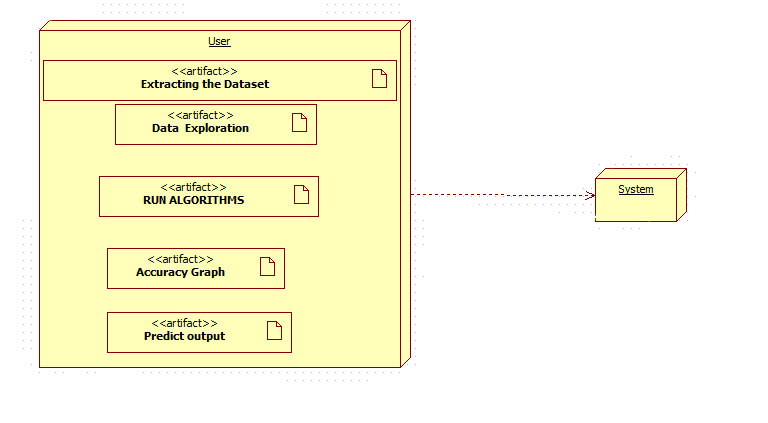 User
<<artifact>>
Extracting the Dataset
<<artifact>>
Data Exploration
<<artifact>>
RUN ALGORITHMS
System
<<artifact>>
Accuracy Graph
<<artifact>>
Predict output